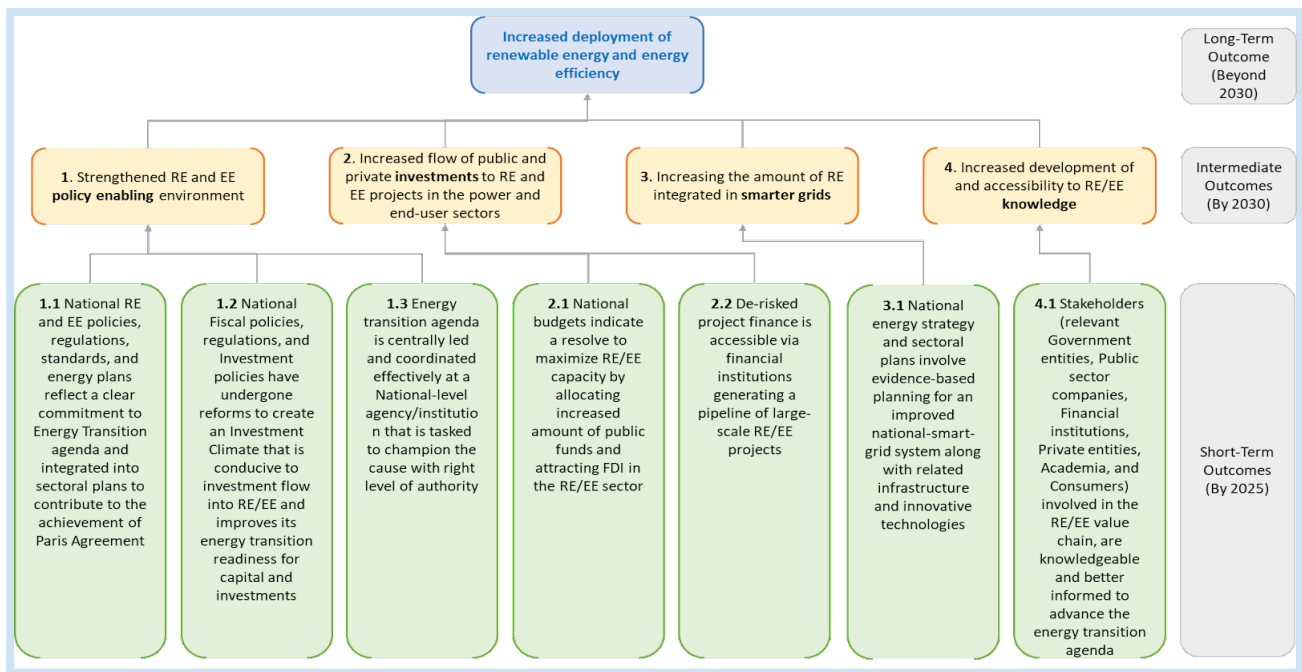 Increased deployment of
renewable energy and energy
efficiency
Long-Term
Outcome
(Beyond
2030)
1. Strengthened RE and EE
policy enabling environment
2. Increased flow of public and
private investments to RE and
EE projects in the power and
end-user sectors
3. Increasing the amount of RE
integrated in smarter grids
4. Increased development of
and accessibility to RE/EE
knowledge
Intermediate
Outcomes
(By 2030)
1.1 National RE
and EE policies,
regulations,
standards, and
energy plans
reflect a clear
commitment to
Energy Transition
agenda and
integrated into
sectoral plans to
contribute to the
achievement of
Paris Agreement
1.2 National
Fiscal policies,
regulations, and
Investment
policies have
undergone
reforms to create
an Investment
Climate that is
conducive to
investment flow
into RE/EE and
improves its
energy transition
readiness for
capital and
investments
1.3 Energy
transition agenda
is centrally led
and coordinated
effectively at a
National-level
agency/institutio
n that is tasked
to champion the
cause with right
level of authority
2.1 National
budgets indicate
a resolve to
maximize RE/EE
capacity by
allocating
increased
amount of public
funds and
attracting FDI in
the RE/EE sector
2.2 De-risked
project finance is
accessible via
financial
institutions
generating a
pipeline of large-
scale RE/EE
projects
3.1 National
energy strategy
and sectoral
plans involve
evidence-based
planning for an
improved
national-smart-
grid system along
with related
infrastructure
and innovative
technologies
4.1 Stakeholders
(relevant
Government
entities, Public
sector
companies,
Financial
institutions,
Private entities,
Academia, and
Consumers)
involved in the
RE/EE value
chain, are
knowledgeable
and better
informed to
advance the
energy transition
agenda
Short-Term
Outcomes
(By 2025)